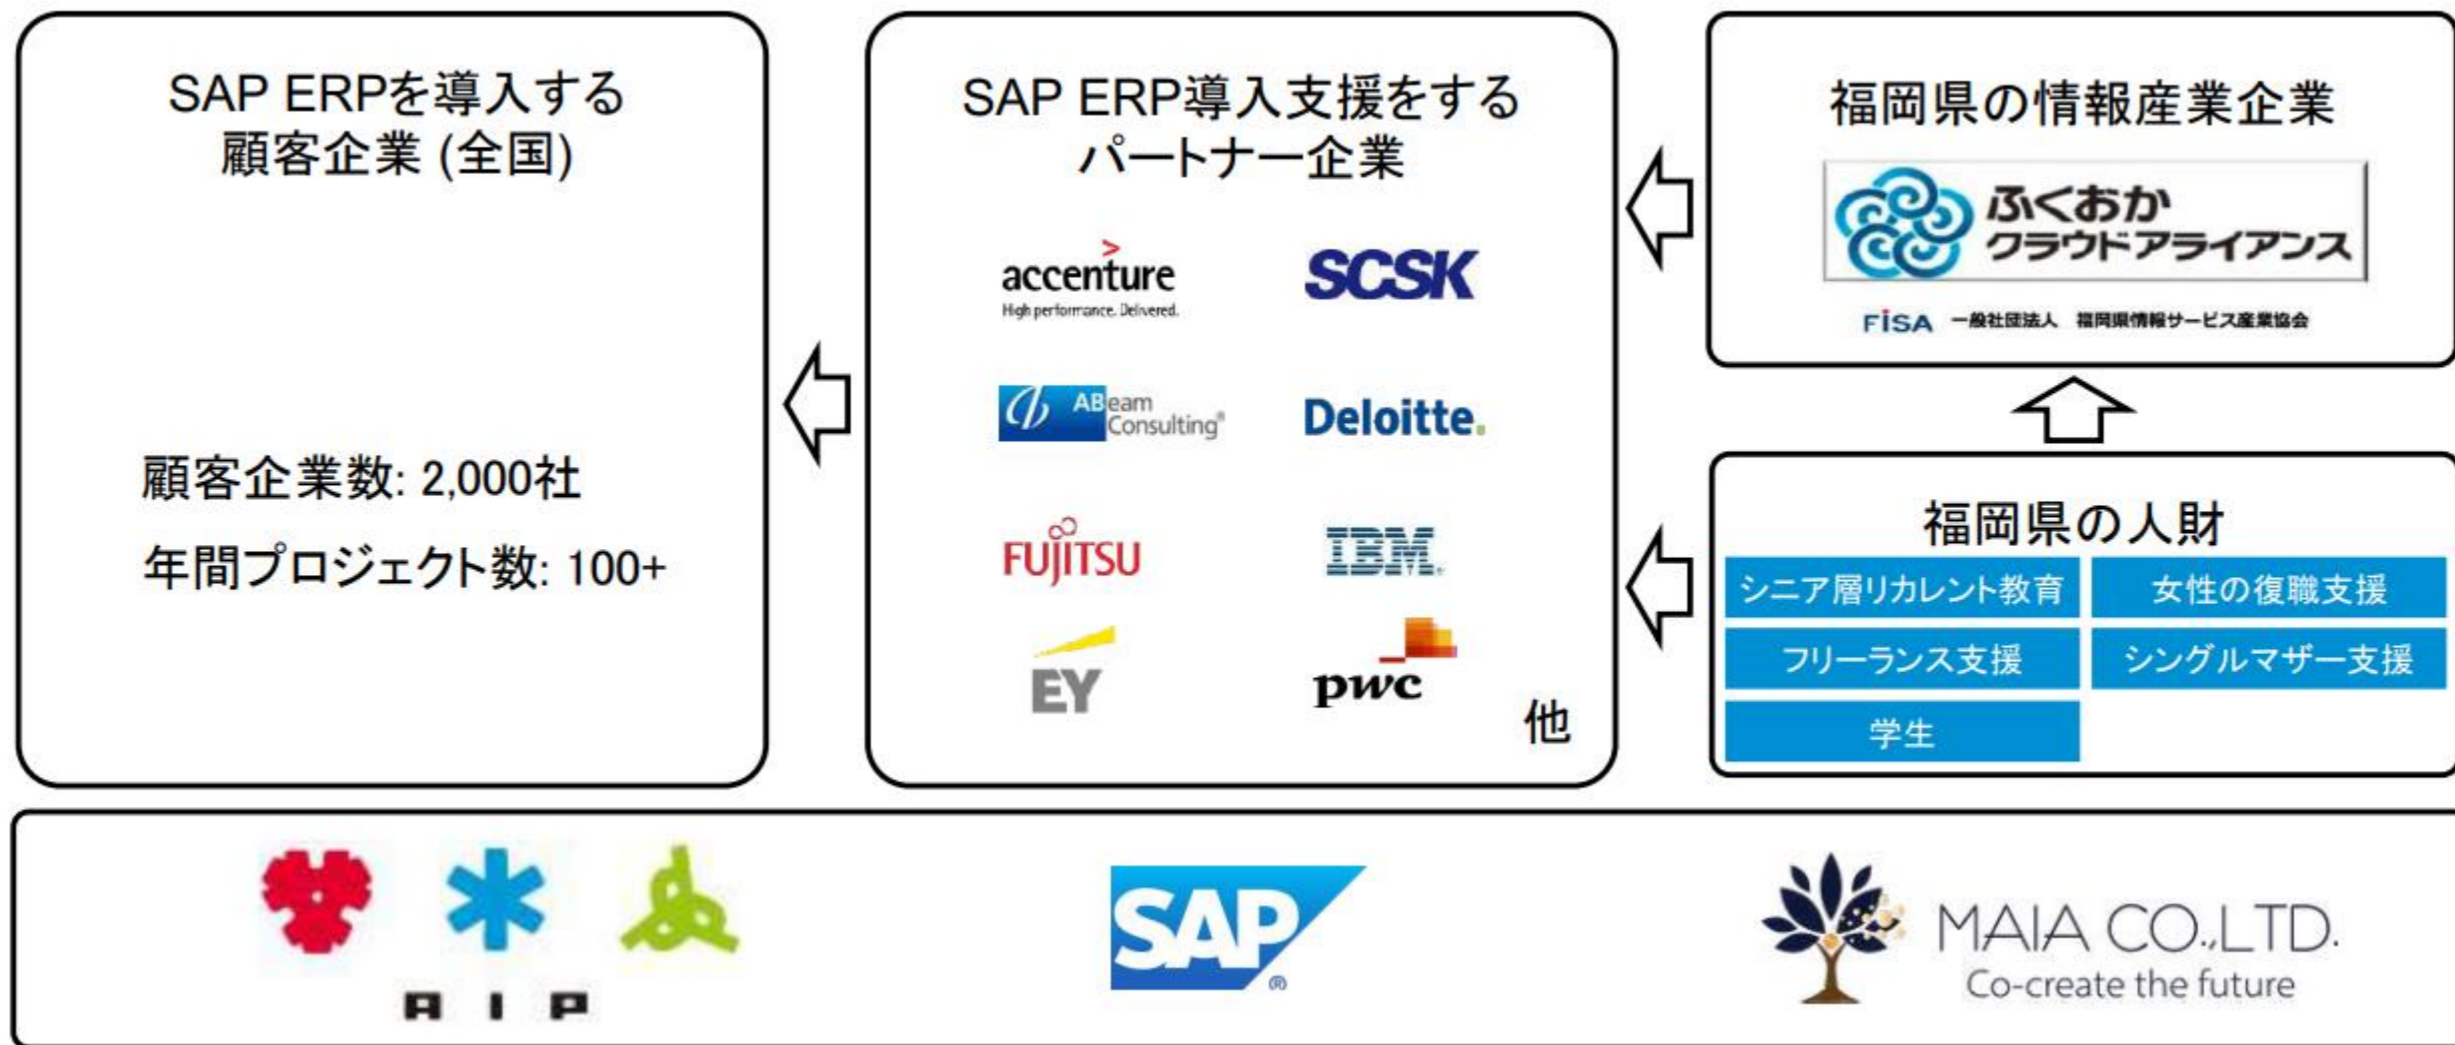 SAP ERPを導入する
顧客企業 (全国)
顧客企業数: 2,000社
年間プロジェクト数: 100+
SAP ERP導入支援をする
パートナー企業
accenture
High performance. Delivered.
SCSK
ABeam
Consulting®
Deloitte.
FUJITSU
IBM®
EY
pwc
他
福岡県の情報産業企業
ふくおか
クラウドアライアンス
FiSA 一般社団法人 福岡県情報サービス産業協会
福岡県の人財
シニア層リカレント教育
女性の復職支援
フリーランス支援
シングルマザー支援
学生
AIP
SAP®
MAIA CO.,LTD.
Co-create the future